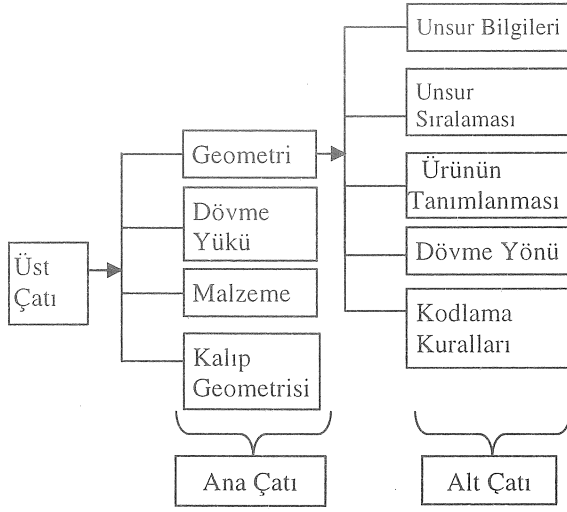 Üst
Çatı
Geometri
Dövme
Yükü
Malzeme
Kalıp
Geometrisi
Unsur Bilgileri
Unsur
Sıralaması
Ürünün
Tanımlanması
Dövme Yönü
Kodlama
Kuralları
Ana Çatı
Alt Çatı